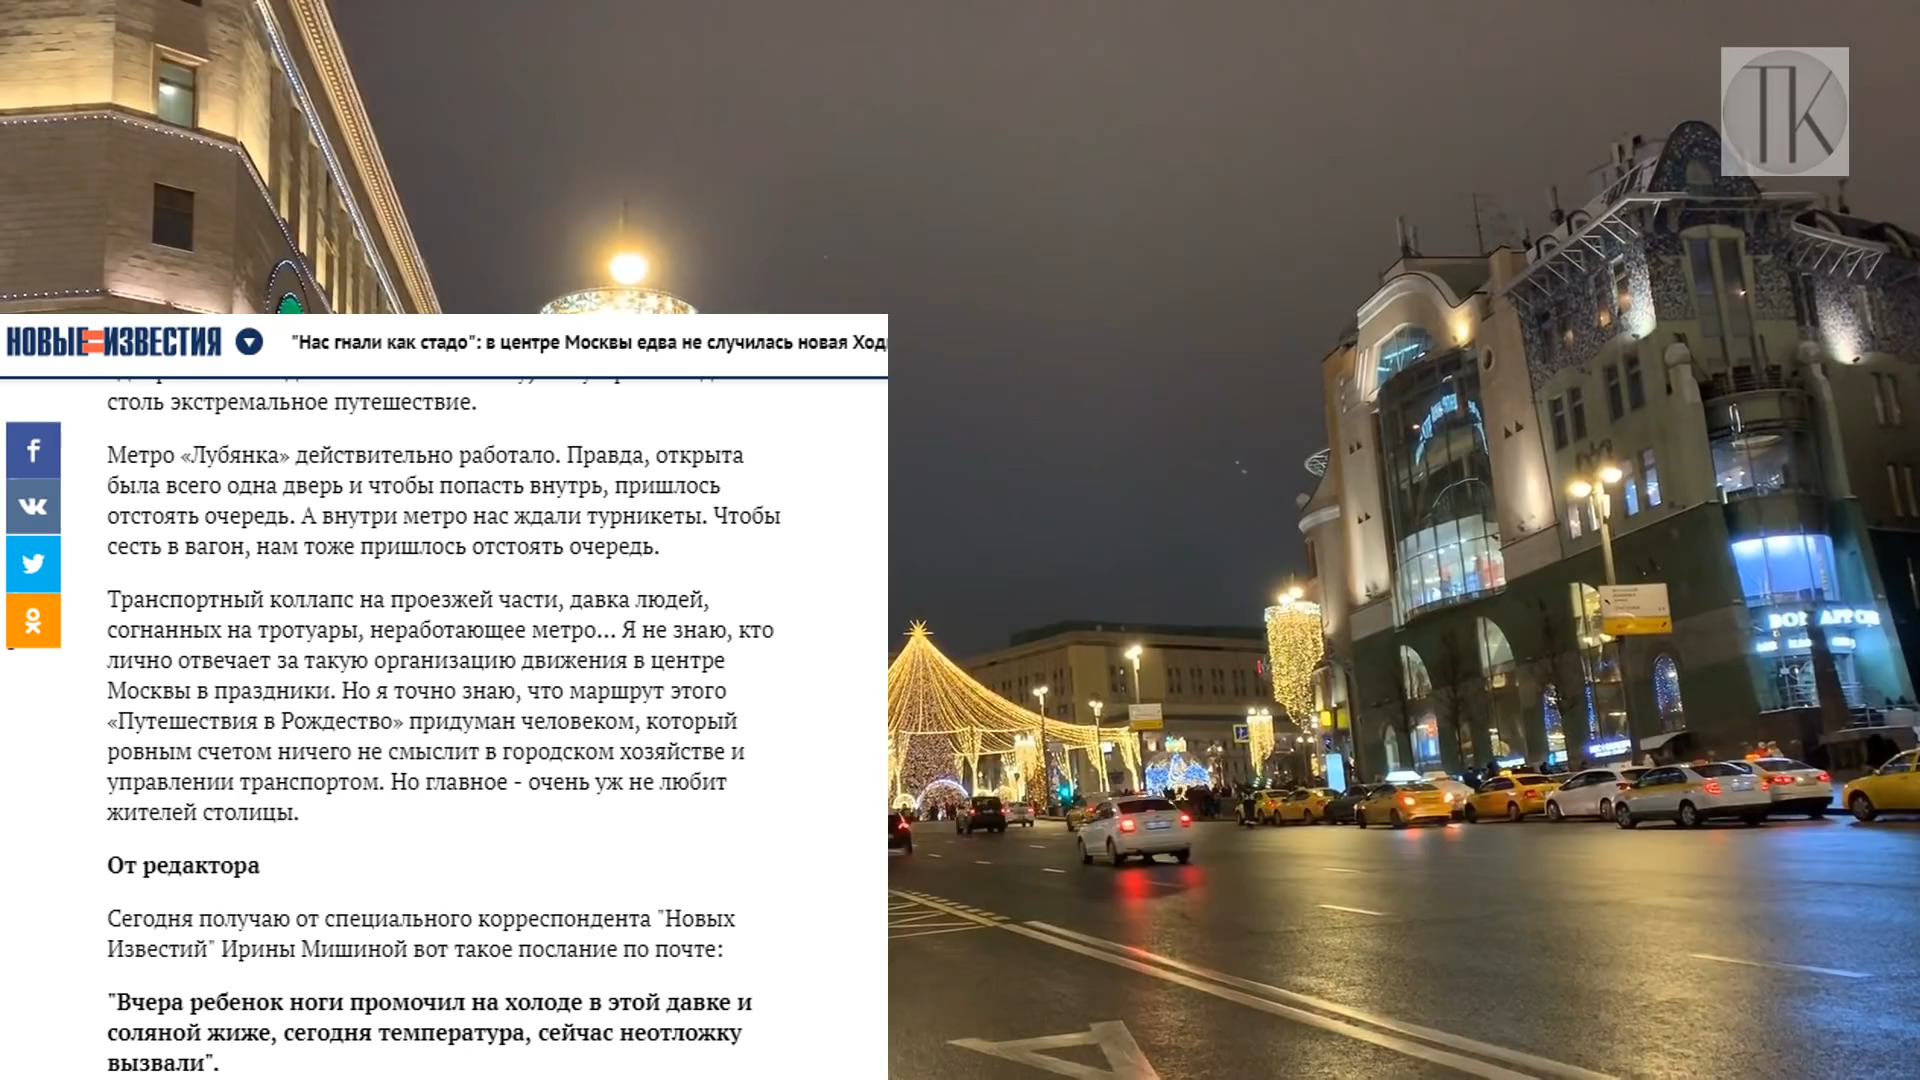 ТК
НОВЫЕ ИЗВЕСТИЯ
"Нас гнали как стадо": в центре Москвы едва не случилась новая Ход
столь экстремальное путешествие.
Метро «Лубянка» действительно работало. Правда, открыта
была всего одна дверь и чтобы попасть внутрь, пришлось
отстоять очередь. А внутри метро нас ждали турникеты. Чтобы
сесть в вагон, нам тоже пришлось отстоять очередь.
Транспортный коллапс на проезжей части, давка людей,
согнанных на тротуары, неработающее метро... Я не знаю, кто
лично отвечает за такую организацию движения в центре
Москвы в праздники. Но я точно знаю, что маршрут этого
«Путешествия в Рождество» придуман человеком, который
ровным счетом ничего не смыслит в городском хозяйстве и
управлении транспортом. Но главное - очень уж не любит
жителей столицы.
От редактора
Сегодня получаю от специального корреспондента "Новых
Известий" Ирины Мишиной вот такое послание по почте:
"Вчера ребенок ноги промочил на холоде в этой давке и
соляной жиже, сегодня температура, сейчас неотложку
вызвали".